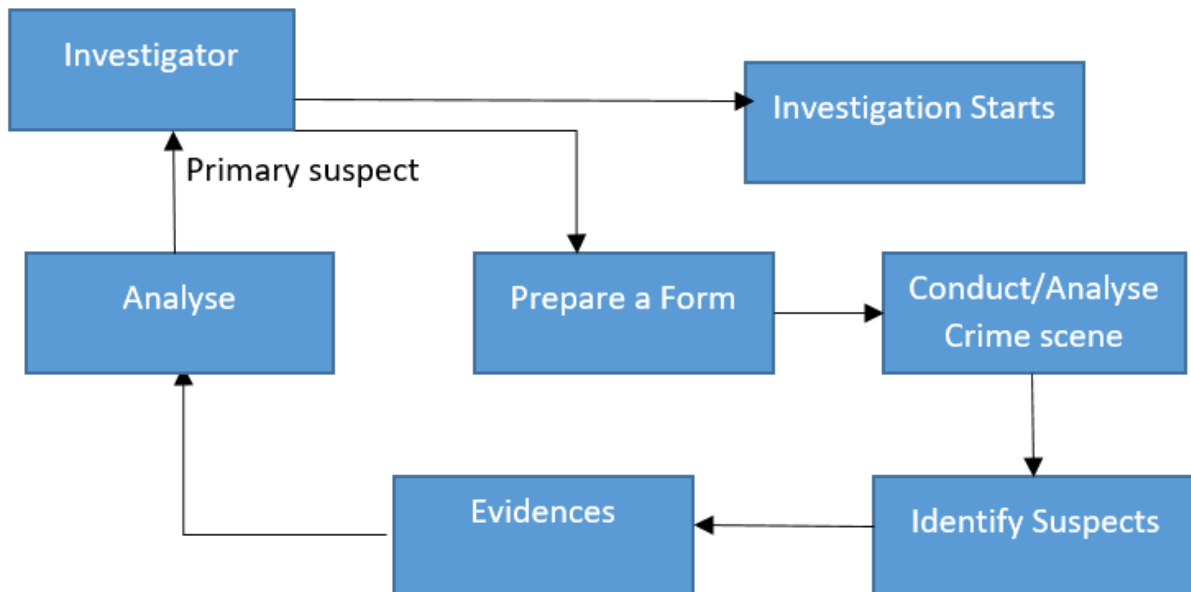 Investigator
Investigation Starts
Primary suspect
Analyse
Prepare a Form
Conduct/Analyse
Crime scene
Evidences
Identify Suspects